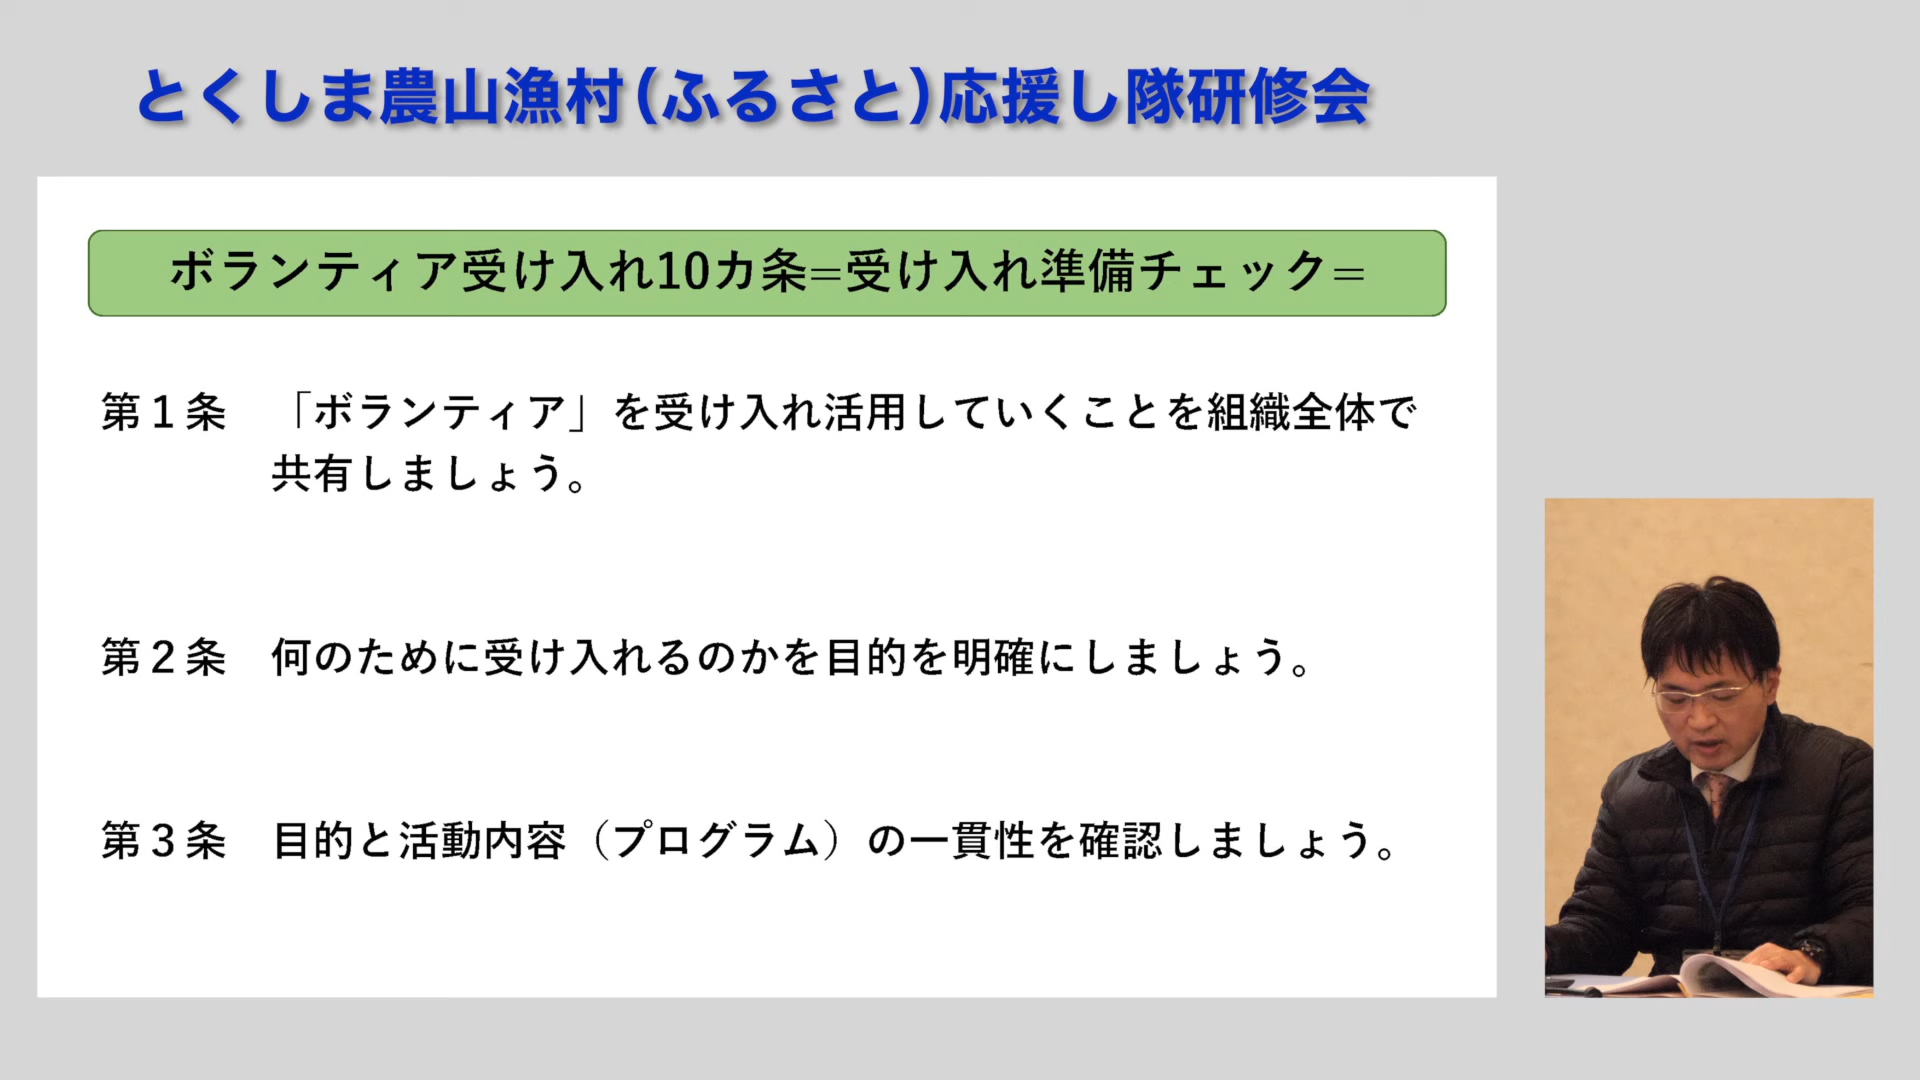 とくしま農山漁村(ふるさと)応援し隊研修会
ボランティア受け入れ10カ条=受け入れ準備チェック=
第１条　「ボランティア」を受け入れ活用していくことを組織全体で
共有しましょう。
第２条　何のために受け入れるのかを目的を明確にしましょう。
第３条　目的と活動内容（プログラム）の一貫性を確認しましょう。